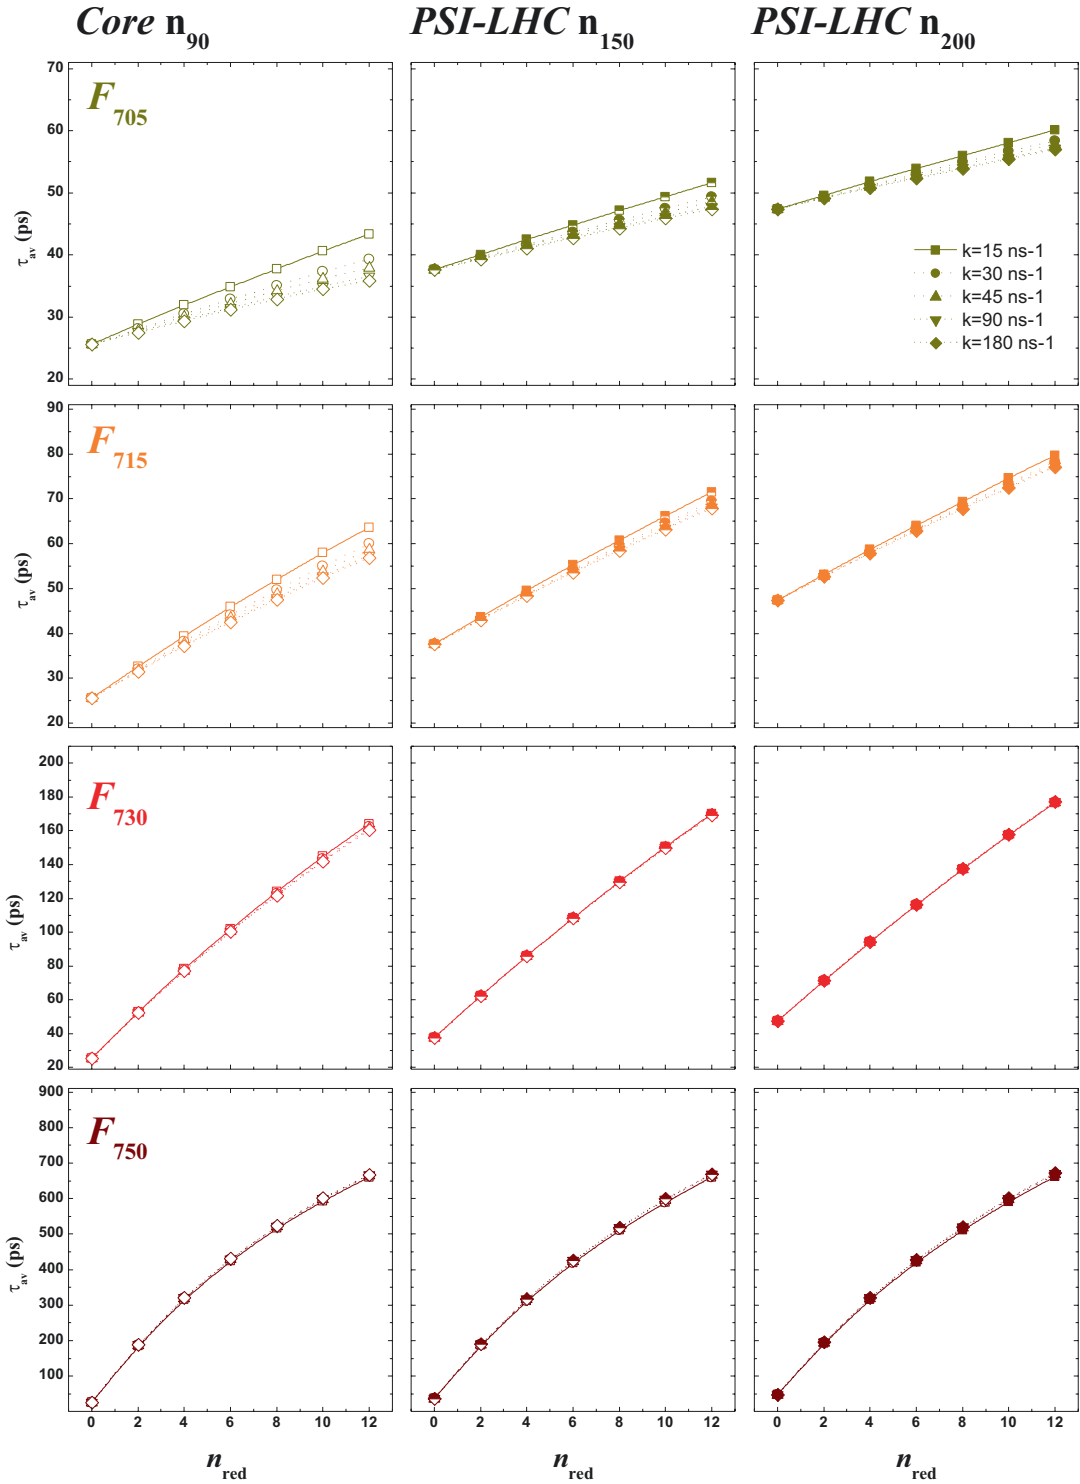 Core n90 PSI-LHC n150 PSI-LHC n200
F705
τav (ps)
70
60
50
40
30
20
k=15 ns-1
k=30 ns-1
k=45 ns-1
k=90 ns-1
k=180 ns-1
F715
τav (ps)
90
80
70
60
50
40
30
20
F730
τav (ps)
200
180
160
140
120
100
80
60
40
20
F750
τav (ps)
900
800
700
600
500
400
300
200
100
0 2 4 6 8 10 12 0 2 4 6 8 10 12 0 2 4 6 8 10 12
nred nred nred